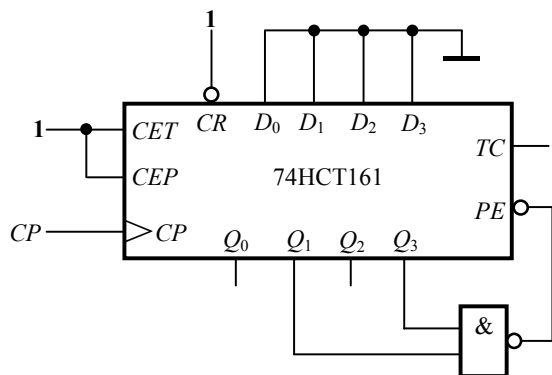 1
1
CET
CR
D0
D1
D2
D3
TC
CEP
74HCT161
PE
CP
CP
Q0
Q1
Q2
Q3
&